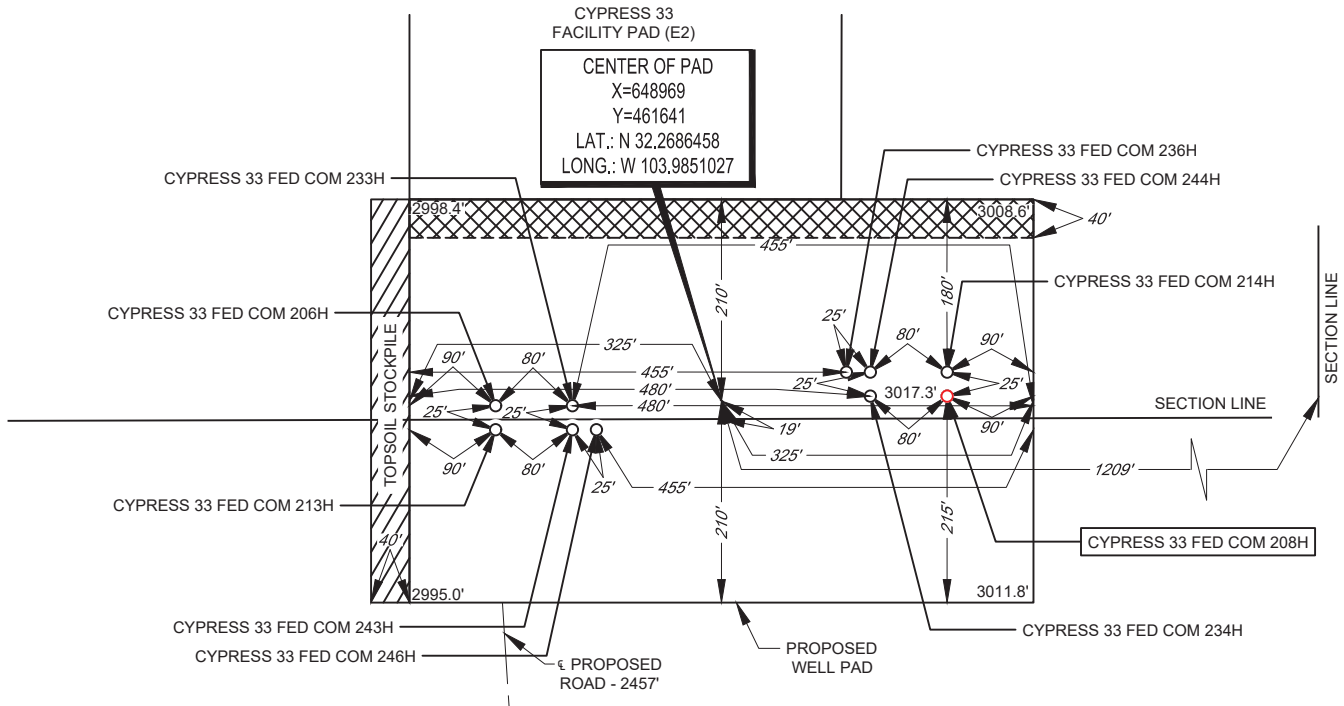 CYPRESS 33
FACILITY PAD (E2)
CENTER OF PAD
X=648969
Y=461641
LAT.: N 32.2686458
LONG.: W 103.9851027
CYPRESS 33 FED COM 236H
CYPRESS 33 FED COM 233H
CYPRESS 33 FED COM 244H
2998.4'
3008.6'
40'
455'
CYPRESS 33 FED COM 214H
210'
180'
CYPRESS 33 FED COM 206H
25'
80'
90'
325'
90'
80'
455'
25'
25'
480'
3017.3'
480'
SECTION LINE
SECTION LINE
TOPSOIL STOCKPILE
25'
25'
19'
80'
90'
90'
80'
325'
1209'
25'
455'
CYPRESS 33 FED COM 213H
210'
215'
CYPRESS 33 FED COM 208H
40'
2995.0'
3011.8'
CYPRESS 33 FED COM 243H
CYPRESS 33 FED COM 234H
CYPRESS 33 FED COM 246H
℄ PROPOSED
ROAD - 2457'
PROPOSED
WELL PAD